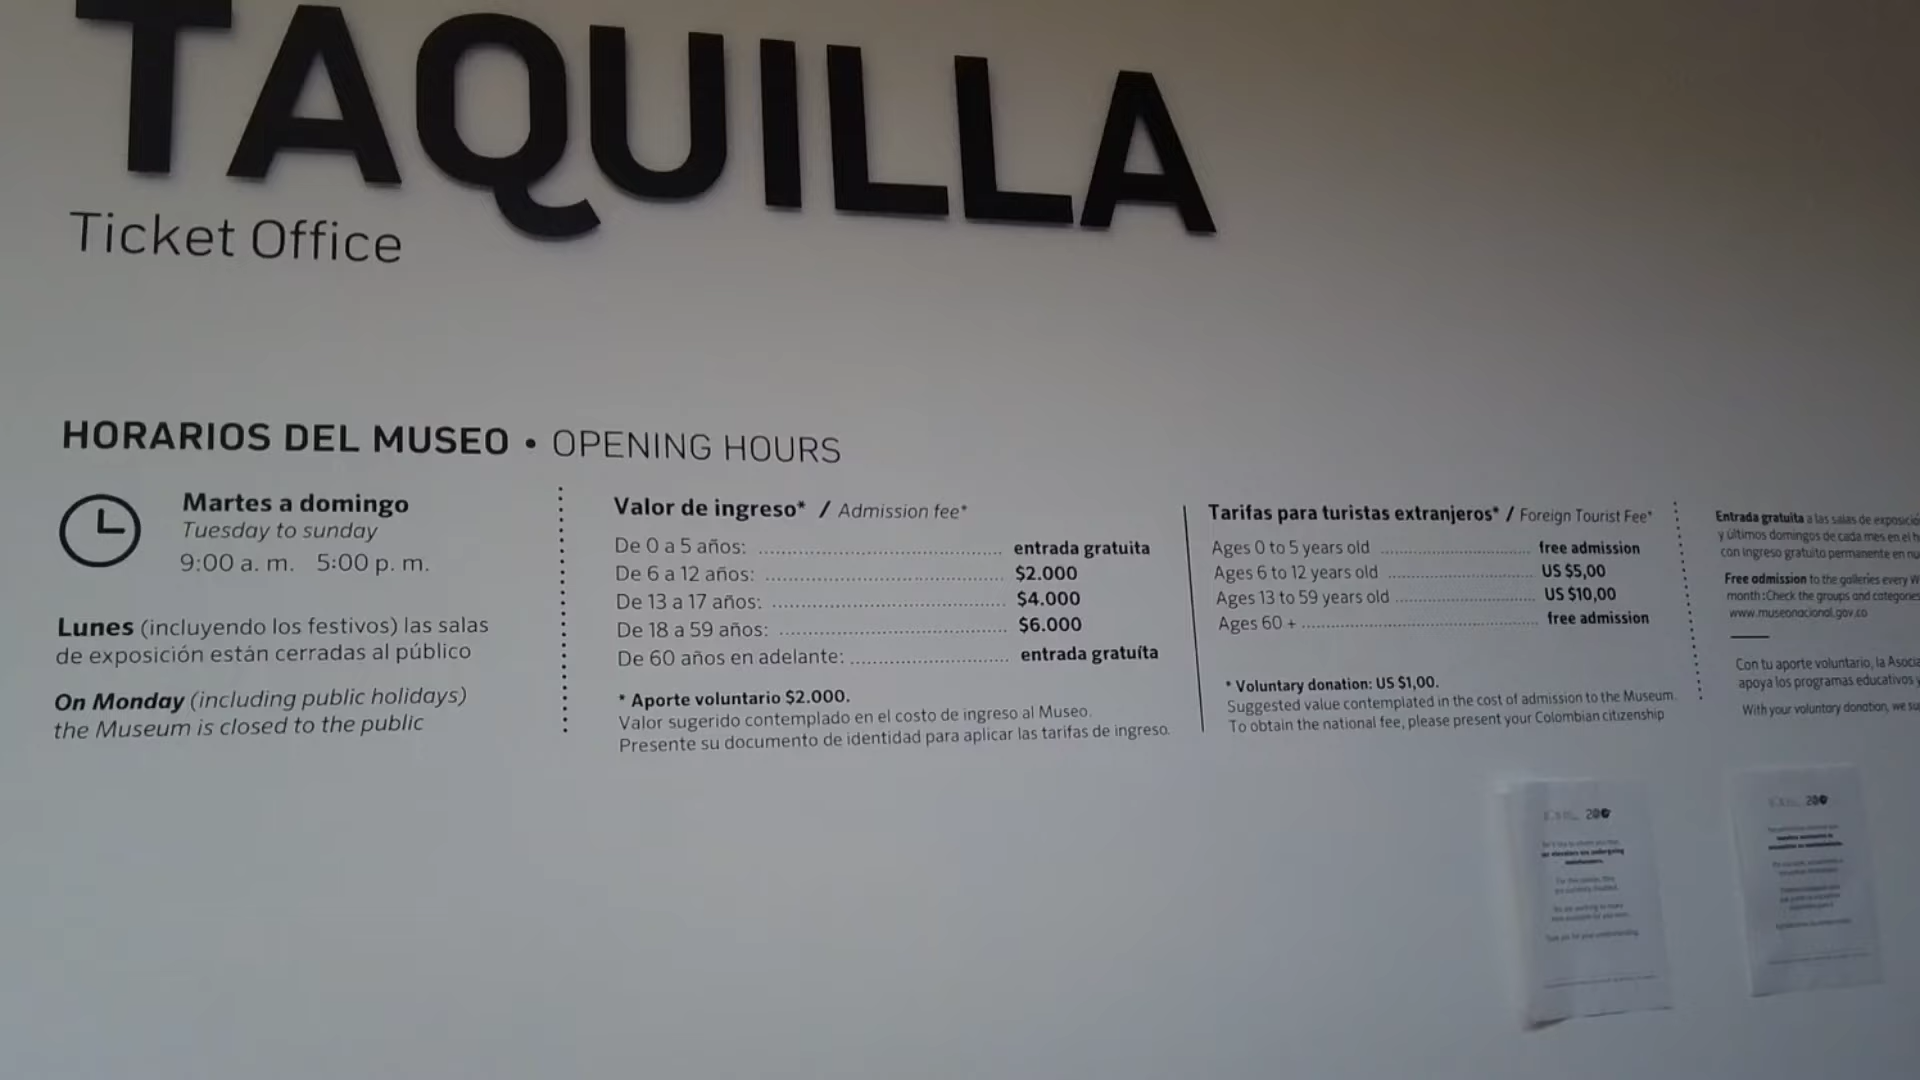 TAQUILLA
Ticket Office
HORARIOS DEL MUSEO • OPENING HOURS
Martes a domingo
Tuesday to sunday
9:00 a. m. 5:00 p. m.
Lunes (incluyendo los festivos) las salas
de exposición están cerradas al público
On Monday (including public holidays)
the Museum is closed to the public
Valor de ingreso* / Admission fee*
De 0 a 5 años: entrada gratuita
De 6 a 12 años: $2.000
De 13 a 17 años: $4.000
De 18 a 59 años: $6.000
De 60 años en adelante: entrada gratuíta
* Aporte voluntario $2.000.
Valor sugerido contemplado en el costo de ingreso al Museo.
Presente su documento de identidad para aplicar las tarifas de ingreso.
Tarifas para turistas extranjeros* / Foreign Tourist Fee*
Ages 0 to 5 years old free admission
Ages 6 to 12 years old US $5,00
Ages 13 to 59 years old US $10,00
Ages 60 + free admission
* Voluntary donation: US $1,00.
Suggested value contemplated in the cost of admission to the Museum.
To obtain the national fee, please present your Colombian citizenship
Entrada gratuita a las salas de
y últimos domingos de cada mes en el
con ingreso gratuito permanente en
Free admission to the galleries every
month: Check the groups and categories
www.museonacional.gov.co
Con tu aporte voluntario, la
apoya los programas educativos y
With your voluntary donation, we
our elevators are undergoing
maintenance.